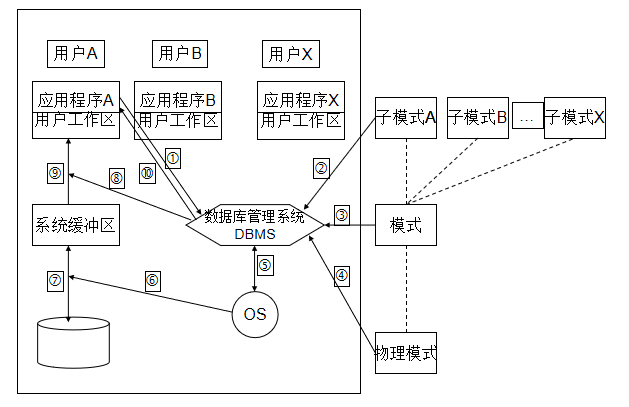 用户A
用户B
用户X
应用程序A
用户工作区
应用程序B
用户工作区
应用程序X
用户工作区
子模式A
子模式B
...
子模式X
①
②
⑨
⑧
⑩
系统缓冲区
数据库管理系统
DBMS
③
模式
⑦
⑥
⑤
④
OS
物理模式